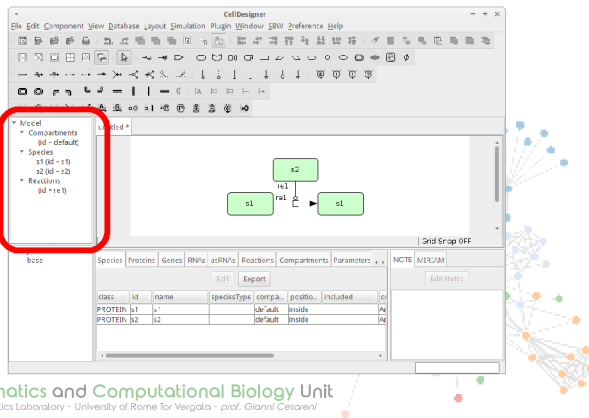 CellDesigner
File Edit Component View Database Layout Simulation Plugin Window SBW Preference Help
Model
Compartments
(id = default)
Species
s1 (id = s1)
s2 (id = s2)
Reactions
(id = re1)
base
Untitled *
s2
re1
s1
re1
s1
Grid Snap OFF
Species Proteins Genes RNAs asRNAs Reactions Compartments Parameters
Edit Export
class id name speciesType compa... positio... included
PROTEIN s1 s1 default inside
PROTEIN s2 s2 default inside
NOTE MIRIAM
Edit Notes
matics and Computational Biology Unit
tics Laboratory - University of Rome Tor Vergata - prof. Gianni Cesareni